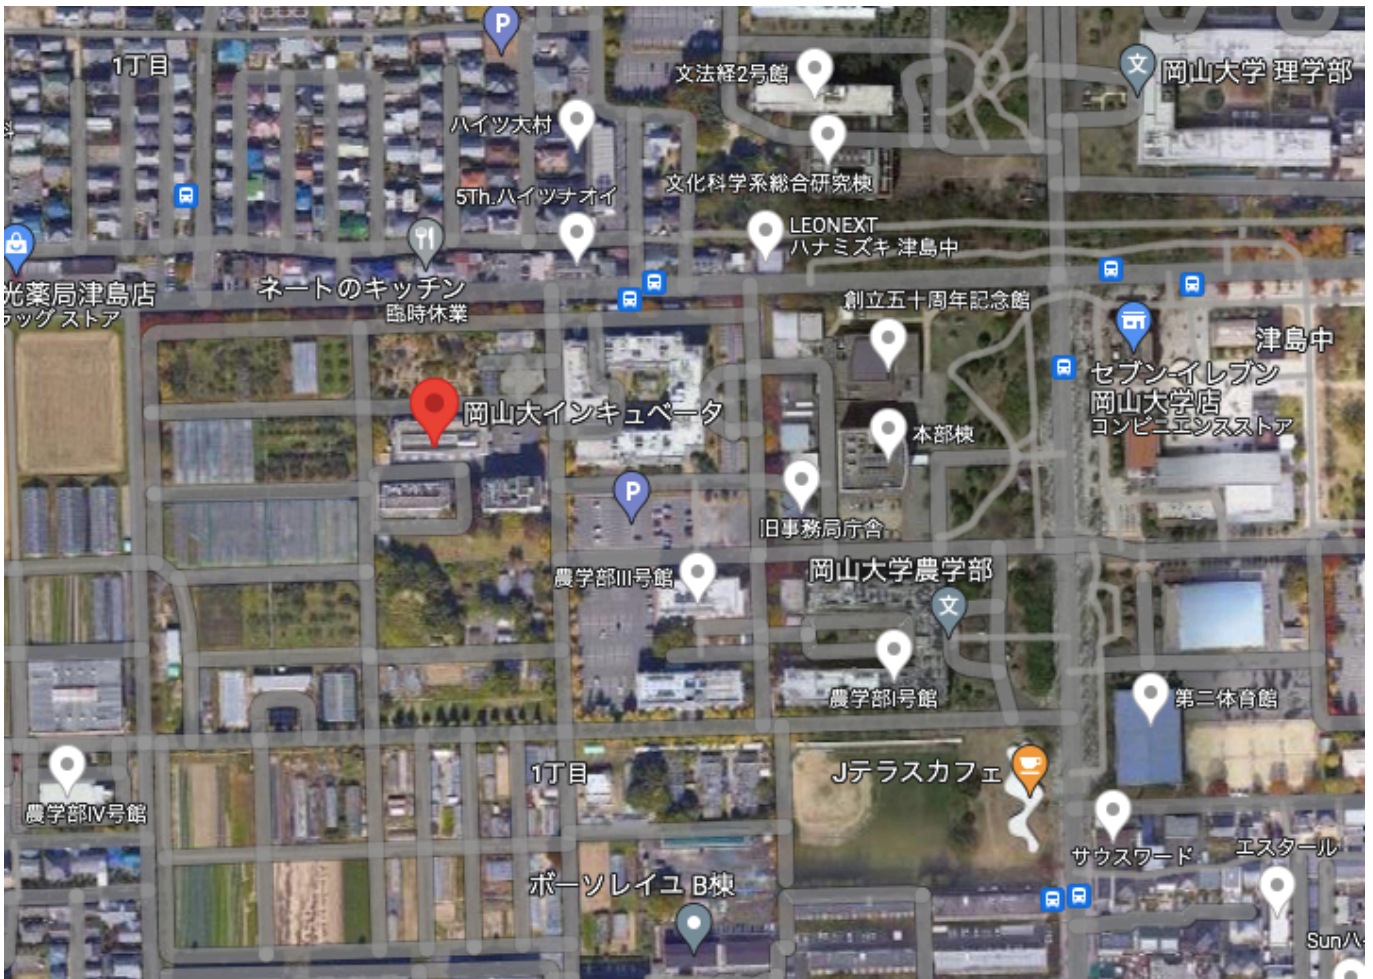 P
1丁目
文法経2号館
文
岡山大学 理学部
ハイツ大村
文化科学系総合研究棟
5Th.ハイツナオイ
LEONEXT
ハナミズキ 津島中
ネートのキッチン
臨時休業
光薬局津島店
ラッグ ストア
創立五十周年記念館
津島中
セブン-イレブン
岡山大学店
コンビニエンスストア
岡山大インキュベータ
本部棟
P
旧事務局庁舎
農学部III号館
岡山大学農学部
文
農学部I号館
第二体育館
1丁目
Jテラスカフェ
農学部IV号館
サウスワード
エスタール
ボーソレイユ B棟
Sunハ